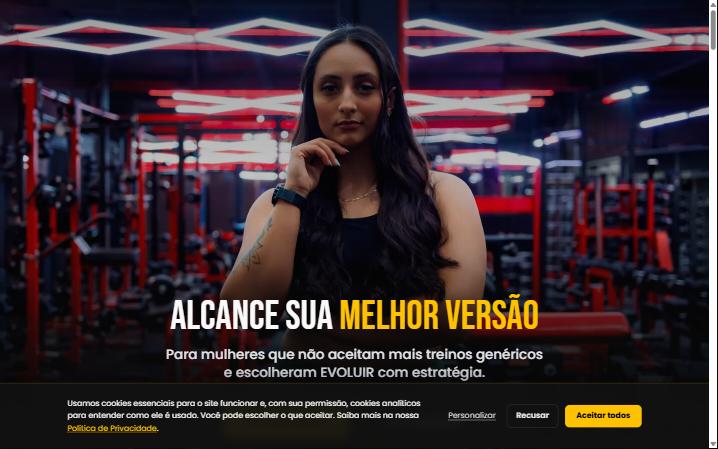 ALCANCE SUA MELHOR VERSÃO
Para mulheres que não aceitam mais treinos genéricos
e escolheram EVOLUIR com estratégia.
Usamos cookies essenciais para o site funcionar e, com sua permissão, cookies analíticos
para entender como ele é usado. Você pode escolher o que aceitar. Saiba mais na nossa
Política de Privacidade.
Personalizar
Recusar
Aceitar todos